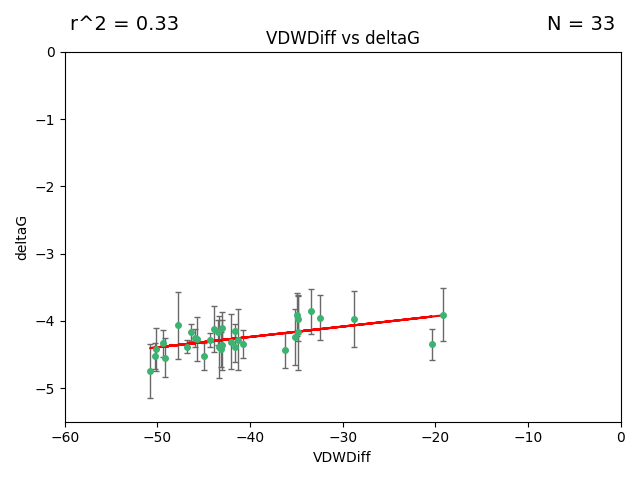 r^2 = 0.33
N = 33
VDWDiff vs deltaG
0
−1
−2
−3
−4
−5
deltaG
−60
−50
−40
−30
−20
−10
0
VDWDiff